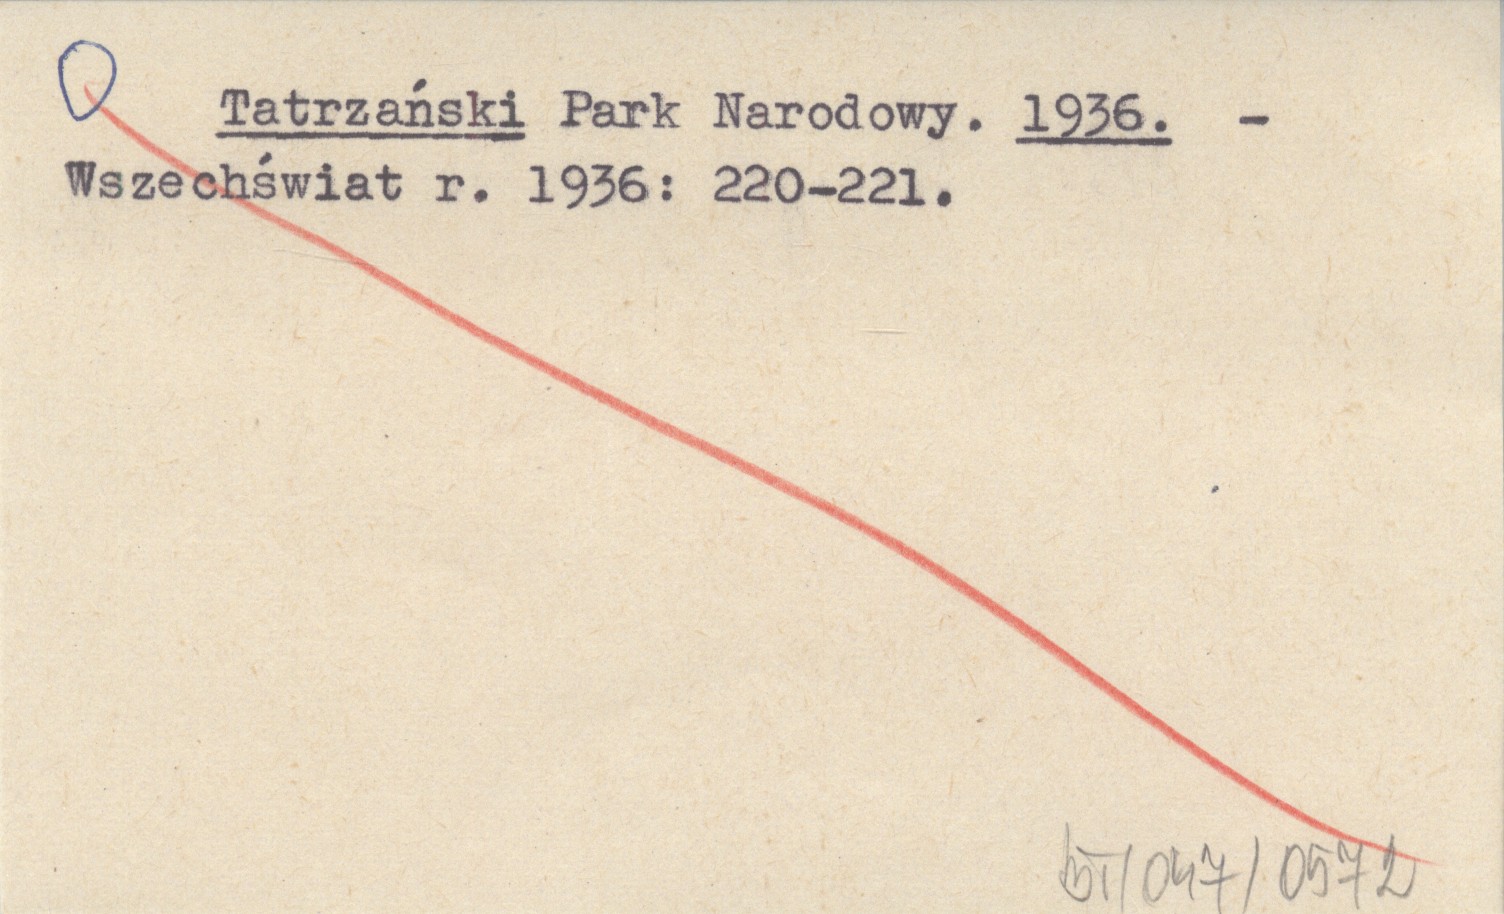 Tatrzański Park Narodowy. 1936. -
Wszechświat r. 1936: 220-221.
bT/047/0572